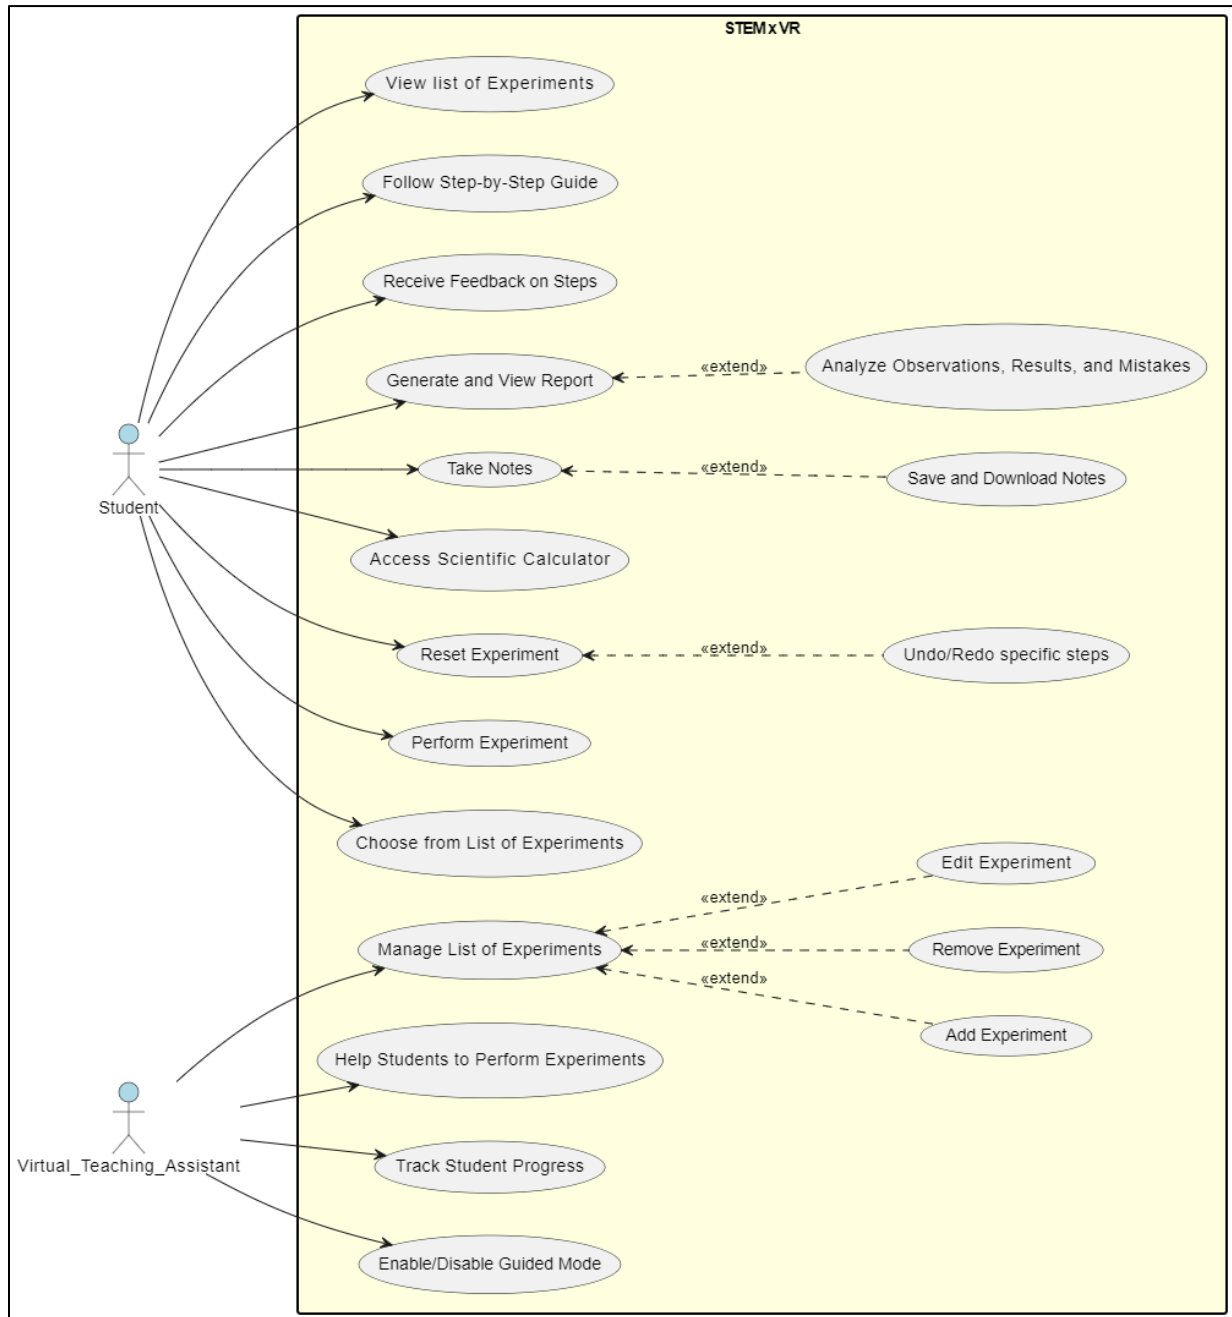 STEM x VR
View list of Experiments
Follow Step-by-Step Guide
Receive Feedback on Steps
Generate and View Report
«extend»
Analyze Observations, Results, and Mistakes
Take Notes
«extend»
Save and Download Notes
Student
Access Scientific Calculator
Reset Experiment
«extend»
Undo/Redo specific steps
Perform Experiment
Choose from List of Experiments
Edit Experiment
«extend»
Manage List of Experiments
«extend»
Remove Experiment
«extend»
Add Experiment
Help Students to Perform Experiments
Virtual_Teaching_Assistant
Track Student Progress
Enable/Disable Guided Mode